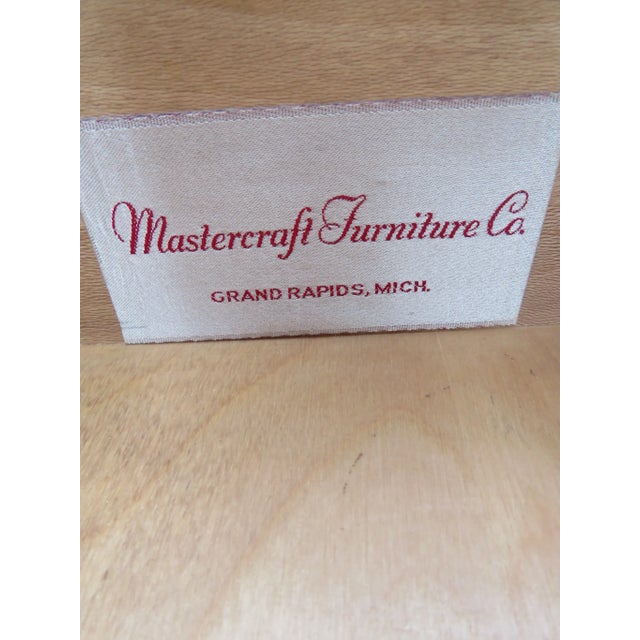 Mastercraft Furniture Co.
GRAND RAPIDS, MICH.